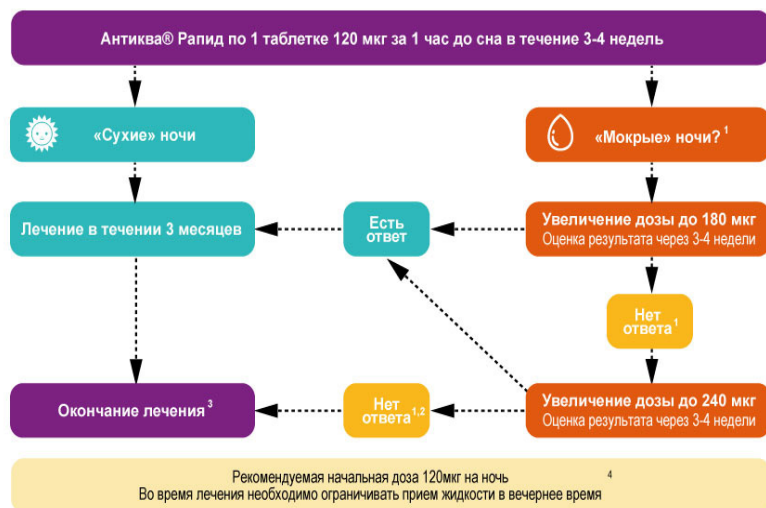 Антиква® Рапид по 1 таблетке 120 мкг за 1 час до сна в течение 3-4 недель
«Сухие» ночи
«Мокрые» ночи? 1
Лечение в течении 3 месяцев
Есть
ответ
Увеличение дозы до 180 мкг
Оценка результата через 3-4 недели
Нет
ответа 1
Окончание лечения 3
Нет
ответа 1,2
Увеличение дозы до 240 мкг
Оценка результата через 3-4 недели
Рекомендуемая начальная доза 120мкг на ночь 4
Во время лечения необходимо ограничивать прием жидкости в вечернее время